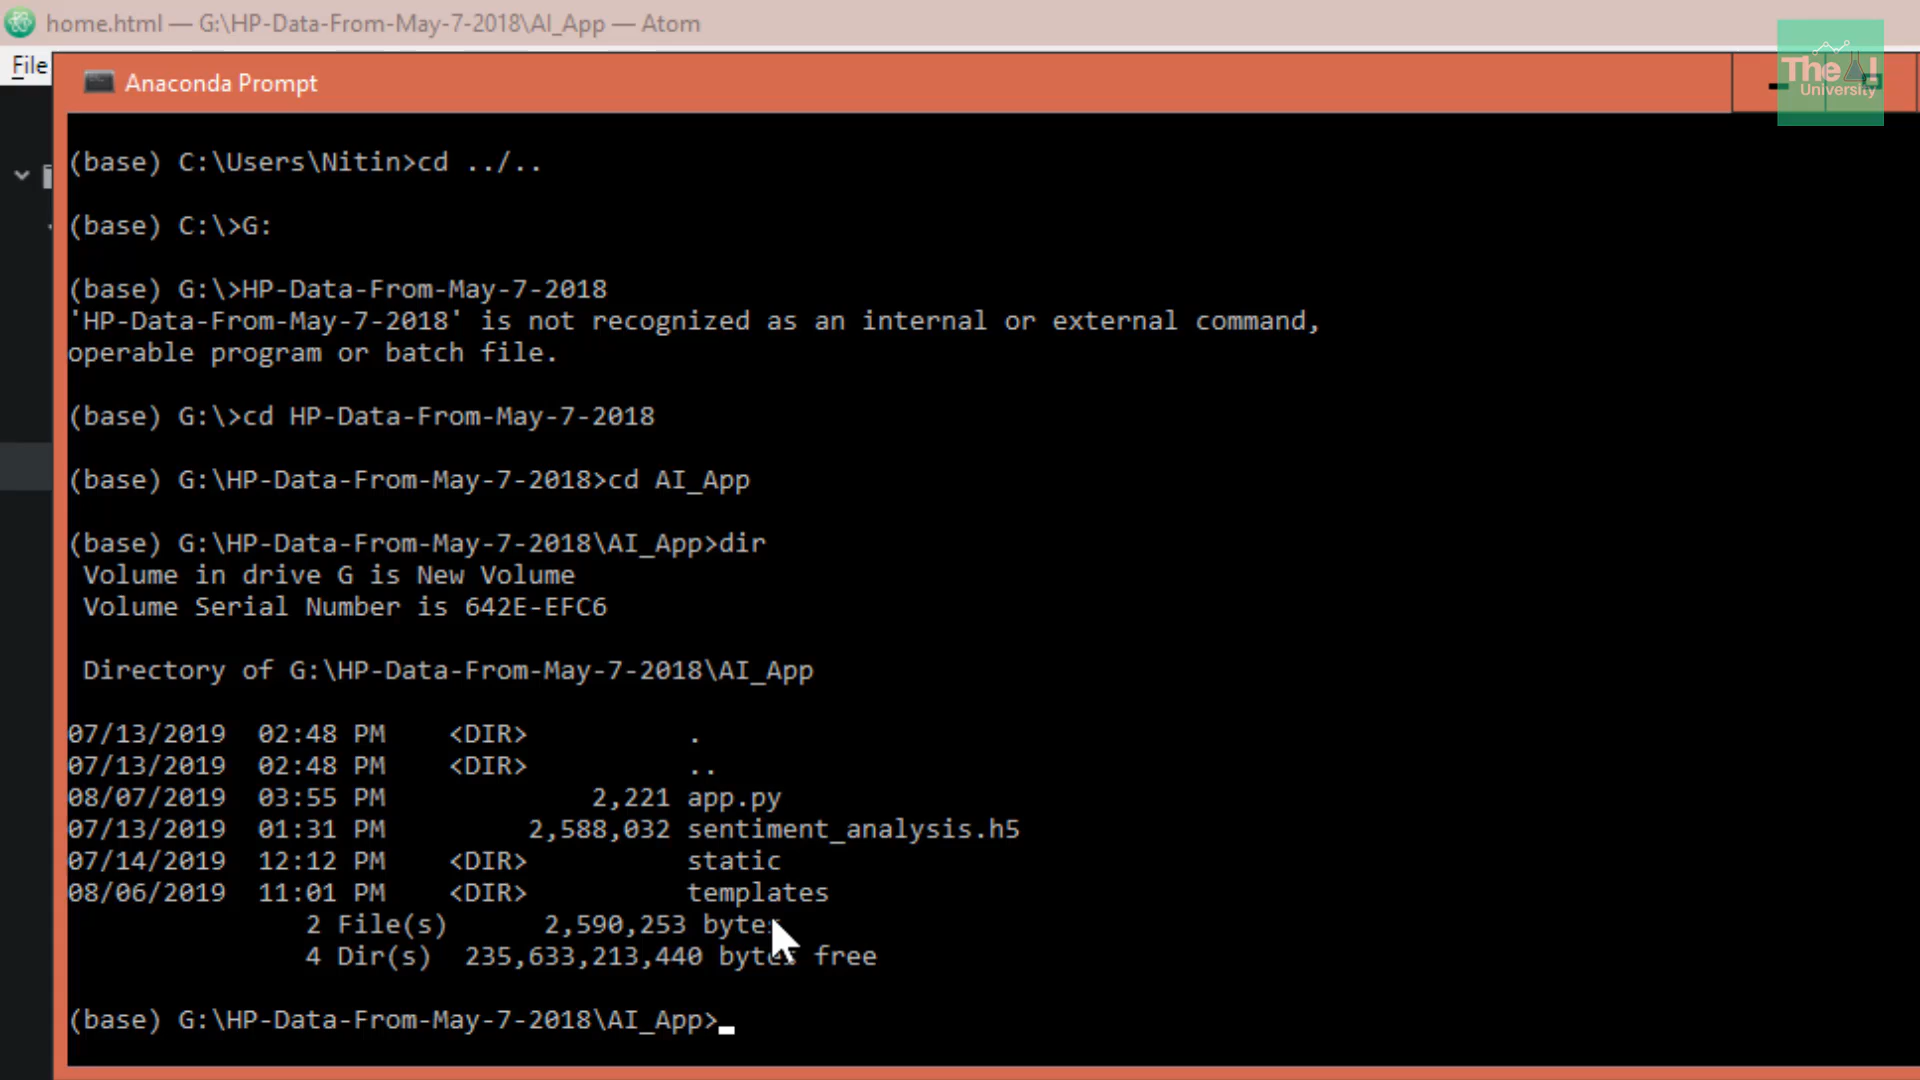 home.html — G:\HP-Data-From-May-7-2018\AI_App — Atom
File
Anaconda Prompt
The AI
University
(base) C:\Users\Nitin>cd ../..
(base) C:\>G:
(base) G:\>HP-Data-From-May-7-2018
'HP-Data-From-May-7-2018' is not recognized as an internal or external command,
operable program or batch file.
(base) G:\>cd HP-Data-From-May-7-2018
(base) G:\HP-Data-From-May-7-2018>cd AI_App
(base) G:\HP-Data-From-May-7-2018\AI_App>dir
Volume in drive G is New Volume
Volume Serial Number is 642E-EFC6
Directory of G:\HP-Data-From-May-7-2018\AI_App
07/13/2019 02:48 PM <DIR> .
07/13/2019 02:48 PM <DIR> ..
08/07/2019 03:55 PM 2,221 app.py
07/13/2019 01:31 PM 2,588,032 sentiment_analysis.h5
07/14/2019 12:12 PM <DIR> static
08/06/2019 11:01 PM <DIR> templates
2 File(s) 2,590,253 bytes
4 Dir(s) 235,633,213,440 bytes free
(base) G:\HP-Data-From-May-7-2018\AI_App>